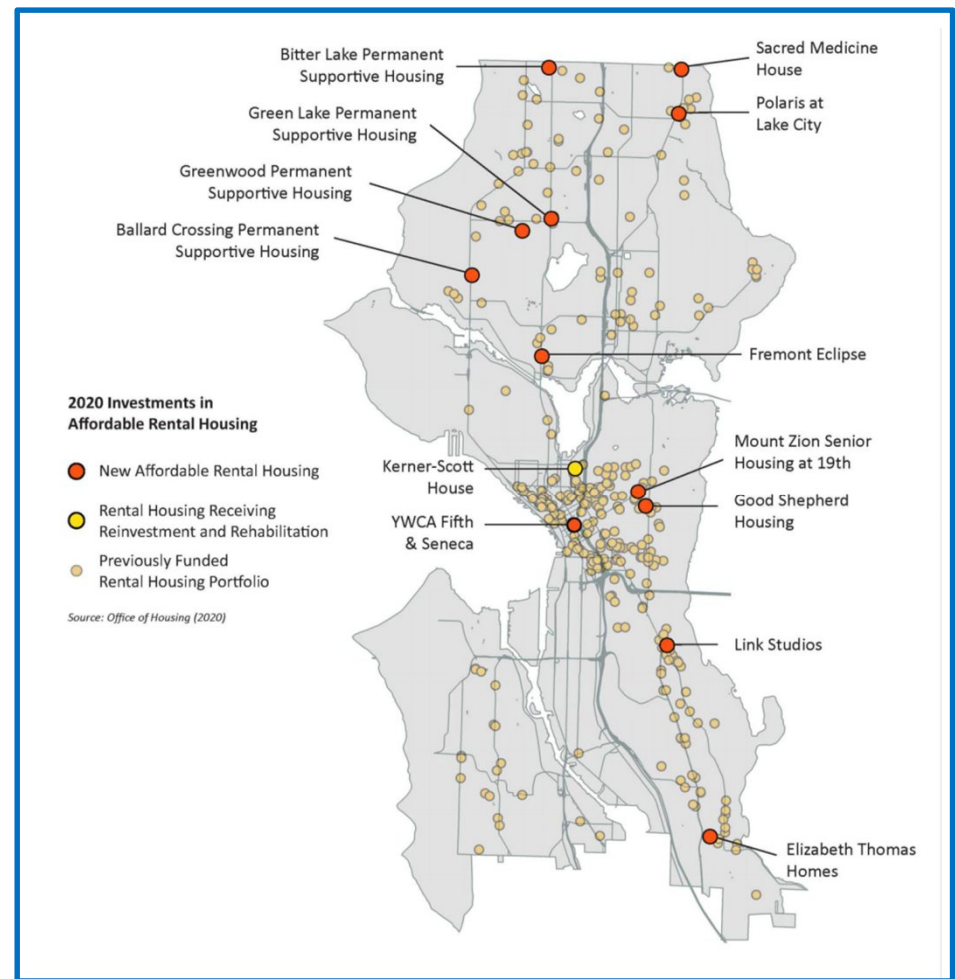 Bitter Lake Permanent
Supportive Housing
Sacred Medicine
House
Green Lake Permanent
Supportive Housing
Polaris at
Lake City
Greenwood Permanent
Supportive Housing
Ballard Crossing Permanent
Supportive Housing
Fremont Eclipse
2020 Investments in
Affordable Rental Housing
New Affordable Rental Housing
Rental Housing Receiving
Reinvestment and Rehabilitation
Previously Funded
Rental Housing Portfolio
Source: Office of Housing (2020)
Kerner-Scott
House
Mount Zion Senior
Housing at 19th
Good Shepherd
Housing
YWCA Fifth
& Seneca
Link Studios
Elizabeth Thomas
Homes